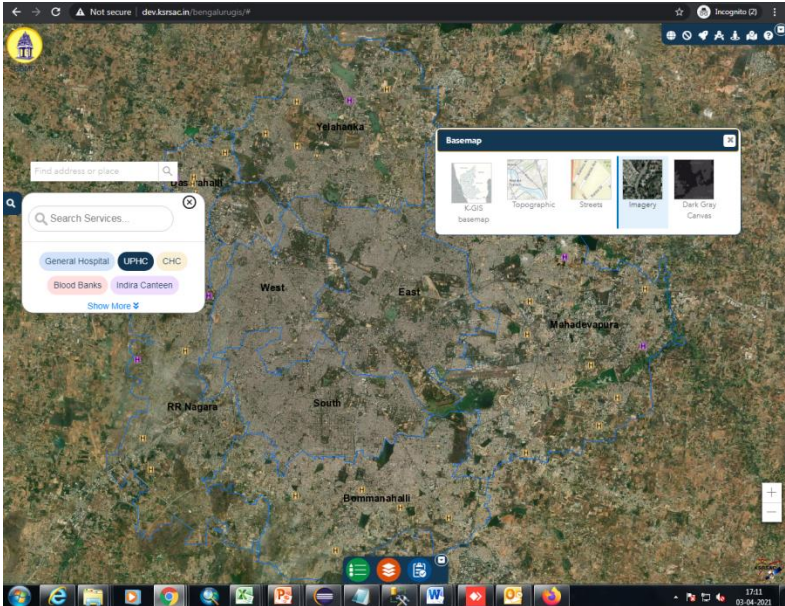 Not secure | dev.ksrsac.in/bengalurugis/#
Incognito (2)
Yelahanka
Basemap
K-GIS basemap
Topographic
Streets
Imagery
Dark Gray Canvas
Find address or place
Search Services...
General Hospital UPHC CHC
Blood Banks Indira Canteen
Show More
West
East
Mahadevapura
RR Nagara
South
Bommanahalli
17:11
03-04-2021